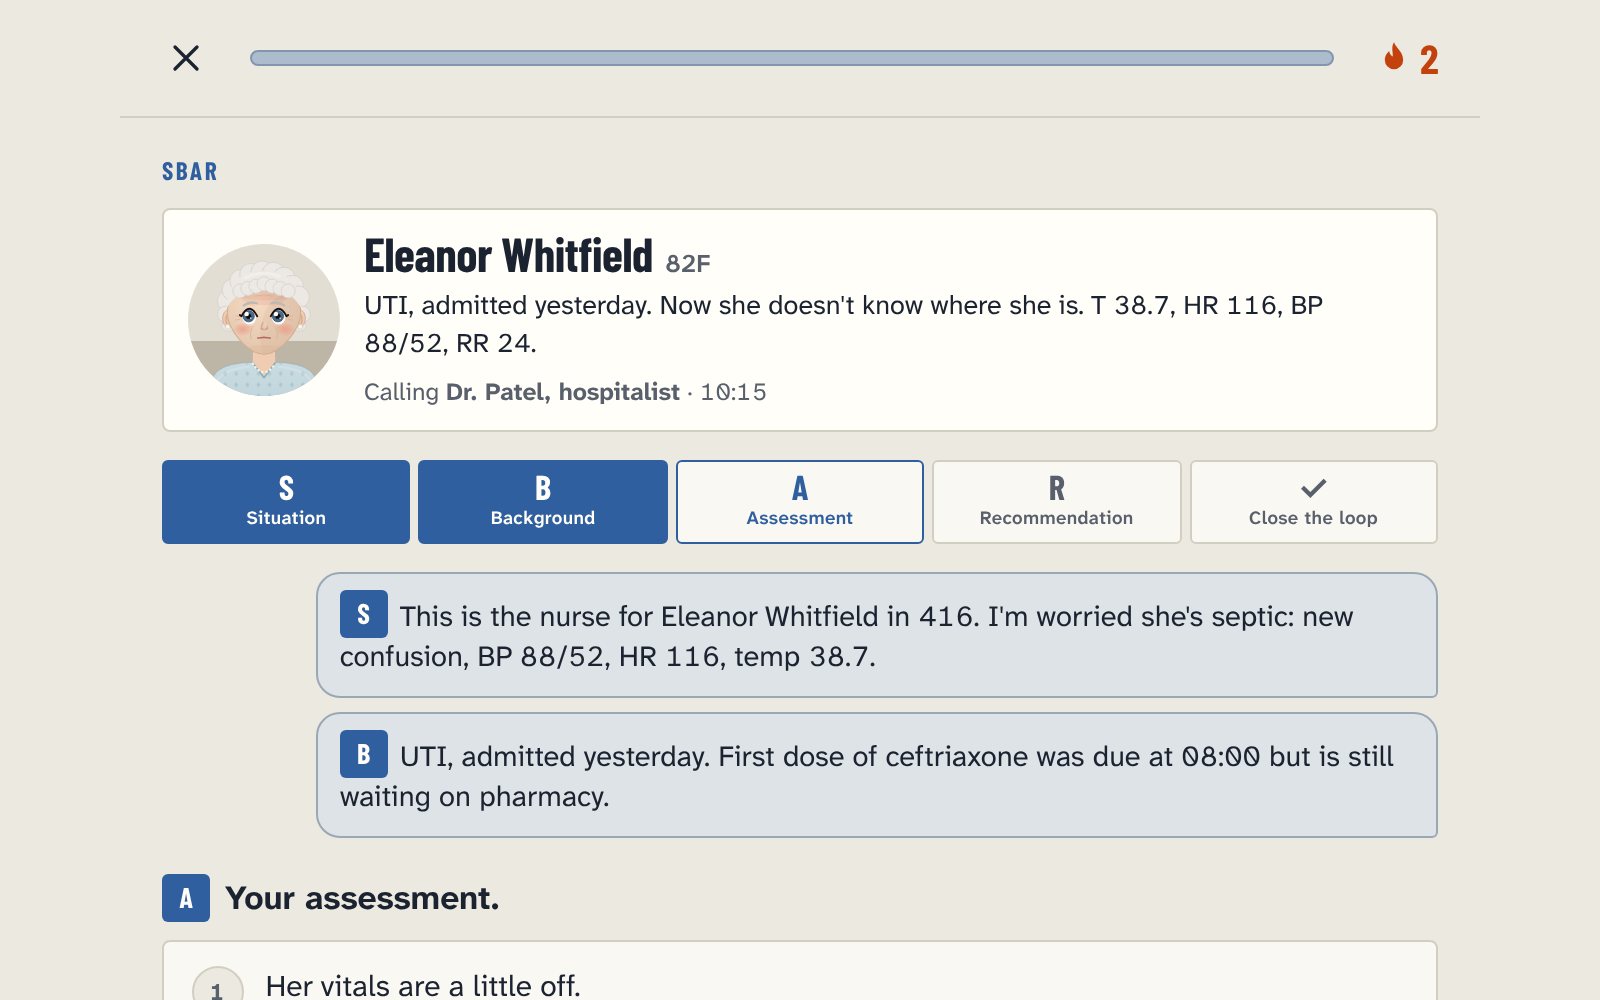 2
SBAR
Eleanor Whitfield 82F
UTI, admitted yesterday. Now she doesn't know where she is. T 38.7, HR 116, BP
88/52, RR 24.
Calling Dr. Patel, hospitalist · 10:15
S
Situation
B
Background
A
Assessment
R
Recommendation
Close the loop
S This is the nurse for Eleanor Whitfield in 416. I'm worried she's septic: new
confusion, BP 88/52, HR 116, temp 38.7.
B UTI, admitted yesterday. First dose of ceftriaxone was due at 08:00 but is still
waiting on pharmacy.
A Your assessment.
1 Her vitals are a little off.